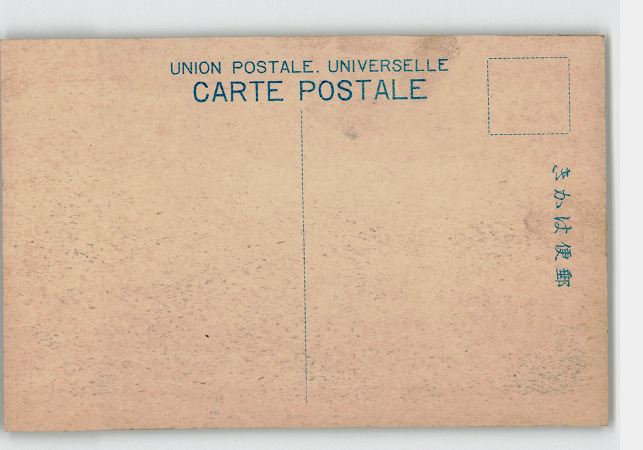 UNION POSTALE. UNIVERSELLE
CARTE POSTALE
郵便はかき